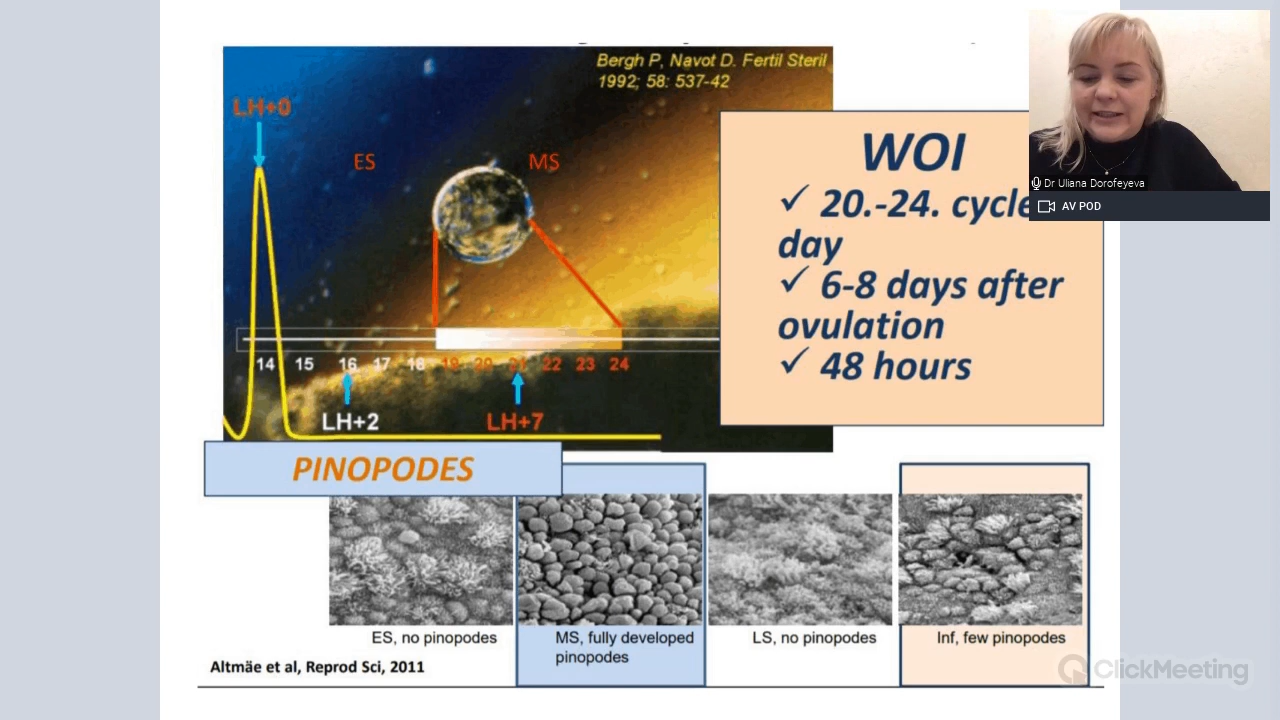 Bergh P, Navot D. Fertil Steril
1992; 58: 537-42
LH+0
ES
MS
WOI
✓ 20.-24. cycle
day
✓ 6-8 days after
ovulation
✓ 48 hours
Dr Uliana Dorofeyeva
AV POD
14 15 16 17 18 19 20 21 22 23 24
LH+2
LH+7
PINOPODES
ES, no pinopodes
MS, fully developed
pinopodes
LS, no pinopodes
Inf, few pinopodes
Altmäe et al, Reprod Sci, 2011
ClickMeeting